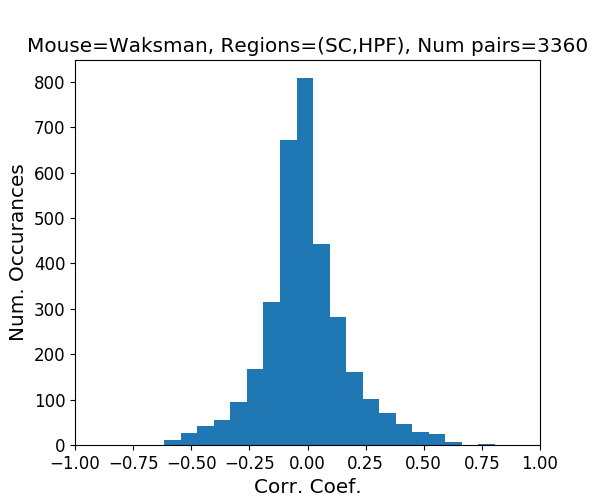 Mouse=Waksman, Regions=(SC,HPF), Num pairs=3360
800
700
600
500
400
300
200
100
0
Num. Occurances
−1.00 −0.75 −0.50 −0.25 0.00 0.25 0.50 0.75 1.00
Corr. Coef.